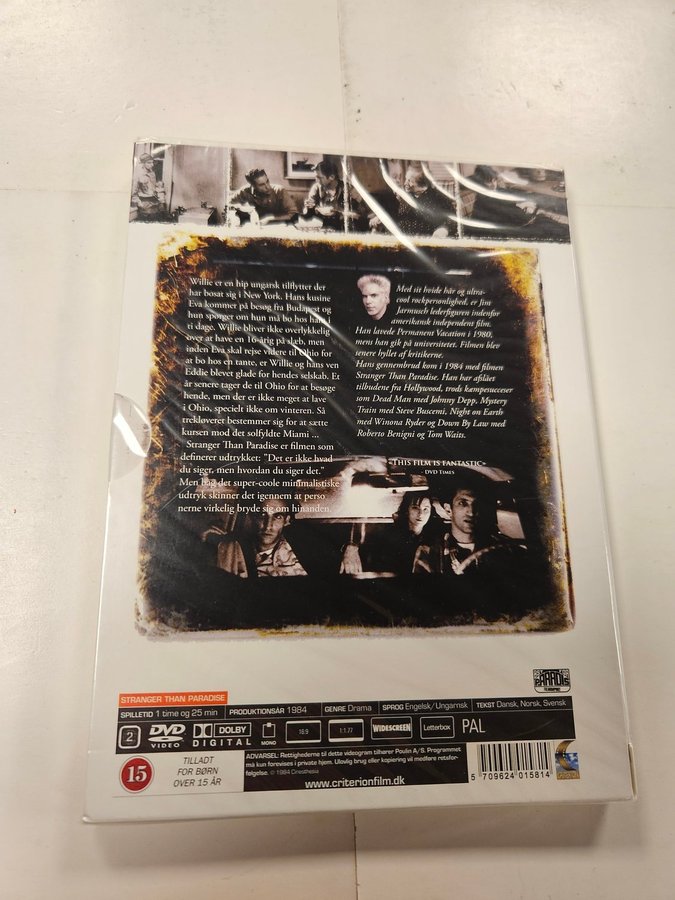 Willie er en hip ungarsk tilflytter der
har bosat sig i New York. Hans kusine
Eva kommer på besøg fra Budapest og
hun spørger om hun må bo hos ham i
ti dage. Willie bliver ikke overlykkelig
over at have en 16-årig på slæb, men
inden Eva skal rejse videre til Ohio for
at bo hos en tante, er Willie og hans ven
Eddie blevet glade for hendes selskab. Et
år senere tager de til Ohio for at besøge
hende, men der er ikke meget at lave
i Ohio, specielt ikke om vinteren. Så
trekløveret bestemmer sig for at sætte
kursen mod det solfyldte Miami ...
Stranger Than Paradise er filmen som
definerer udtrykket: "Det er ikke hvad
du siger, men hvordan du siger det."
Men bag det super-coole minimalistiske
udtryk skinner det igennem at perso
nerne virkelig bryde sig om hinanden.
Med sit hvide hår og ultra-
cool rockpersonlighed, er Jim
Jarmusch lederfiguren indenfor
amerikansk independent film.
Han lavede Permanent Vacation i 1980,
mens han gik på universitetet. Filmen blev
senere hyllet af kritikerne.
Hans gennembrud kom i 1984 med filmen
Stranger Than Paradise. Han har afslået
tilbudene fra Hollywood, trods kæmpesucceser
som Dead Man med Johnny Depp, Mystery
Train med Steve Buscemi, Night on Earth
med Winona Ryder og Down By Law med
Roberto Benigni og Tom Waits.
«THIS FILM IS FANTASTIC»
- DVD TIMES
PARADIS
STRANGER THAN PARADISE
SPILLETID 1 time og 25 min PRODUKTIONSÅR 1984 GENRE Drama SPROG Engelsk/Ungarnsk TEKST Dansk, Norsk, Svensk
2 DVD VIDEO DOLBY DIGITAL MONO 16:9 1:1.77 WIDESCREEN Letterbox PAL
15 TILLADT
FOR BØRN
OVER 15 ÅR
ADVARSEL: Rettighederne til dette videogram tilhører Poulin A/S. Programmet
må kun forevises i private hjem. Ulovlig brug eller kopiering vil medføre retsfor-
følgelse. © 1984 Cinesthesia
www.criterionfilm.dk
5 709624 015814